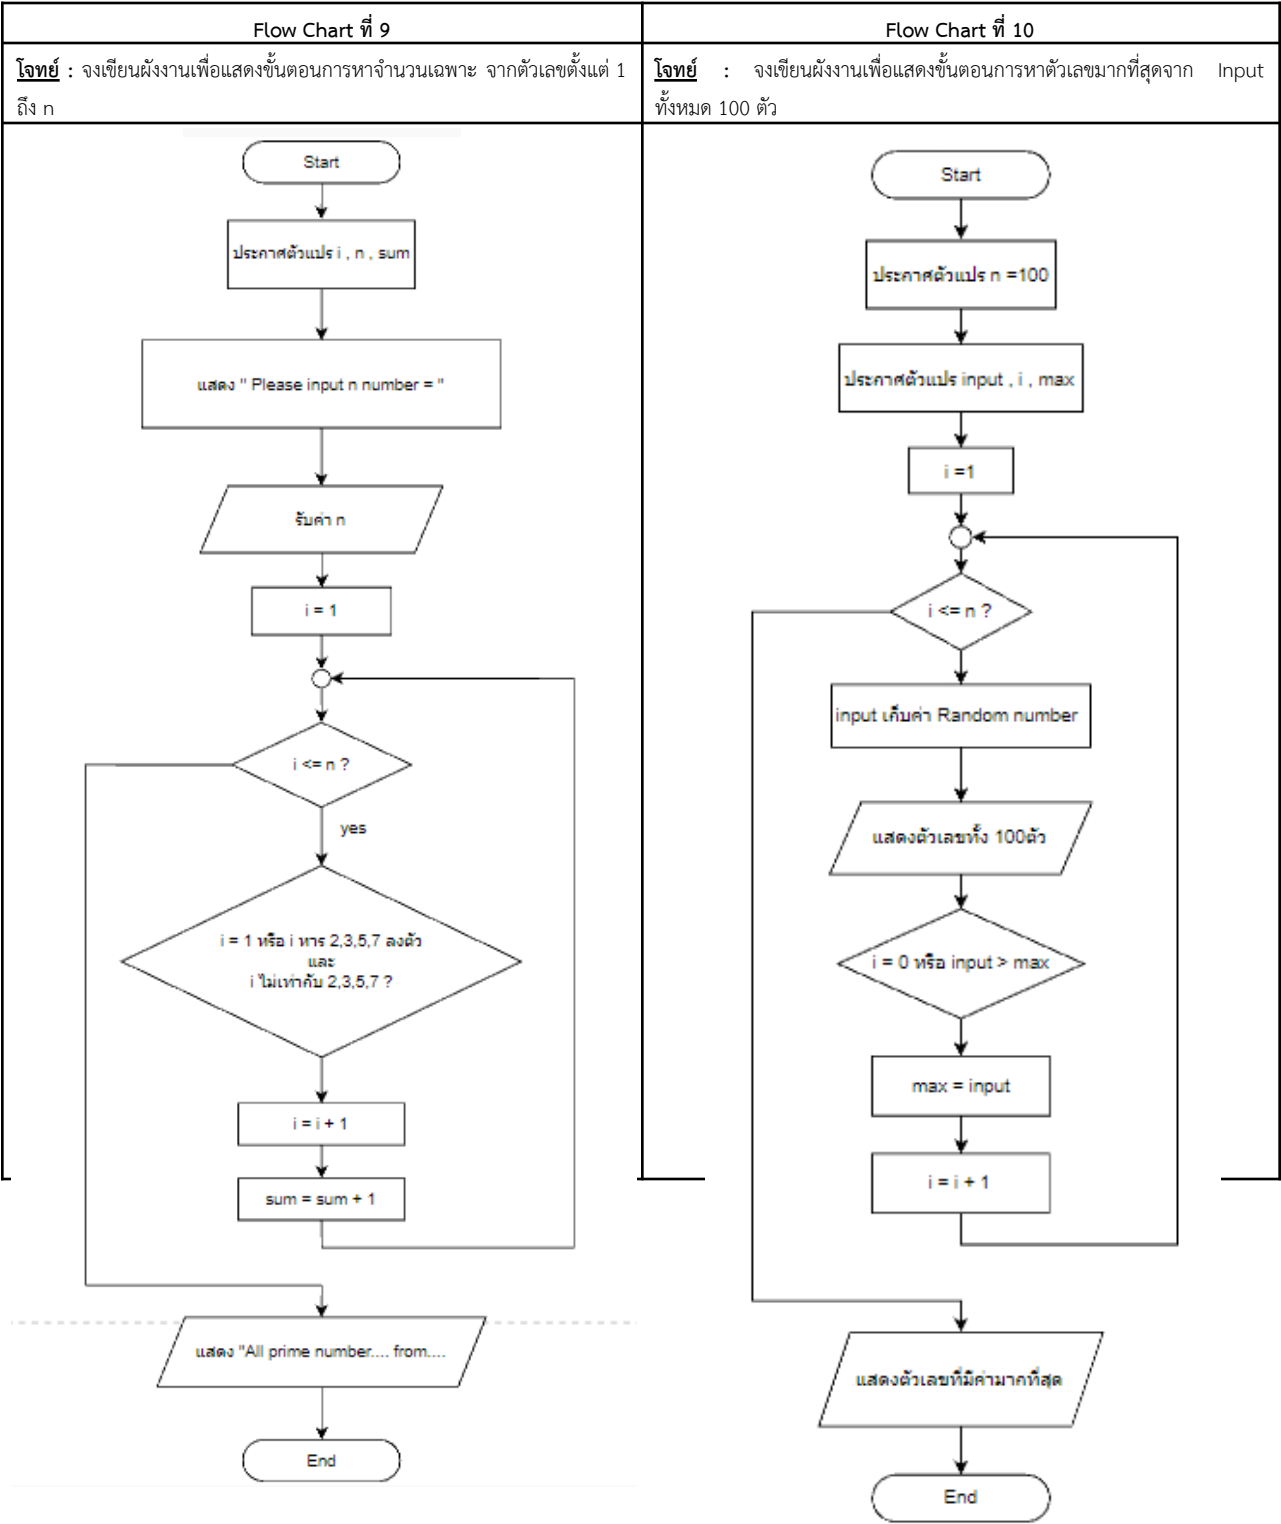 Flow Chart ที่ 9
โจทย์ : จงเขียนผังงานเพื่อแสดงขั้นตอนการหาจำนวนเฉพาะ จากตัวเลขตั้งแต่ 1
ถึง n
Start
ประกาศตัวแปร i , n , sum
แสดง " Please input n number = "
รับค่า n
i = 1
i <= n ?
yes
i = 1 หรือ i หาร 2,3,5,7 ลงตัว
และ
i ไม่เท่ากับ 2,3,5,7 ?
i = i + 1
sum = sum + 1
แสดง "All prime number.... from....
End
Flow Chart ที่ 10
โจทย์ : จงเขียนผังงานเพื่อแสดงขั้นตอนการหาตัวเลขมากที่สุดจาก Input
ทั้งหมด 100 ตัว
Start
ประกาศตัวแปร n =100
ประกาศตัวแปร input , i , max
i =1
i <= n ?
input เก็บค่า Random number
แสดงตัวเลขทั้ง 100ตัว
i = 0 หรือ input > max
max = input
i = i + 1
แสดงตัวเลขที่มีค่ามากที่สุด
End